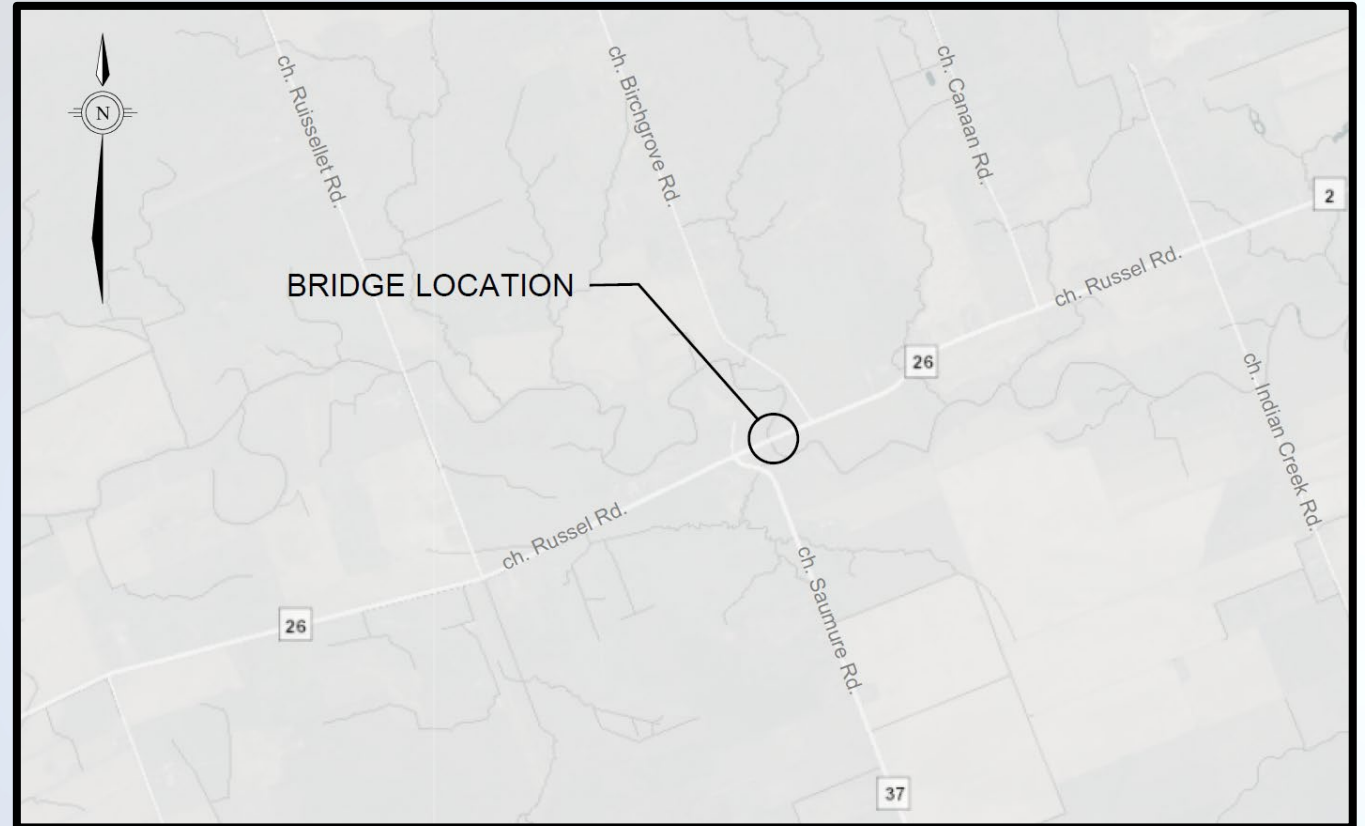 ch. Ruissellet Rd.
ch. Birchgrove Rd.
ch. Canaan Rd.
N
2
ch. Russel Rd.
BRIDGE LOCATION
26
ch. Indian Creek Rd.
ch. Russel Rd.
ch. Saumure Rd.
26
37